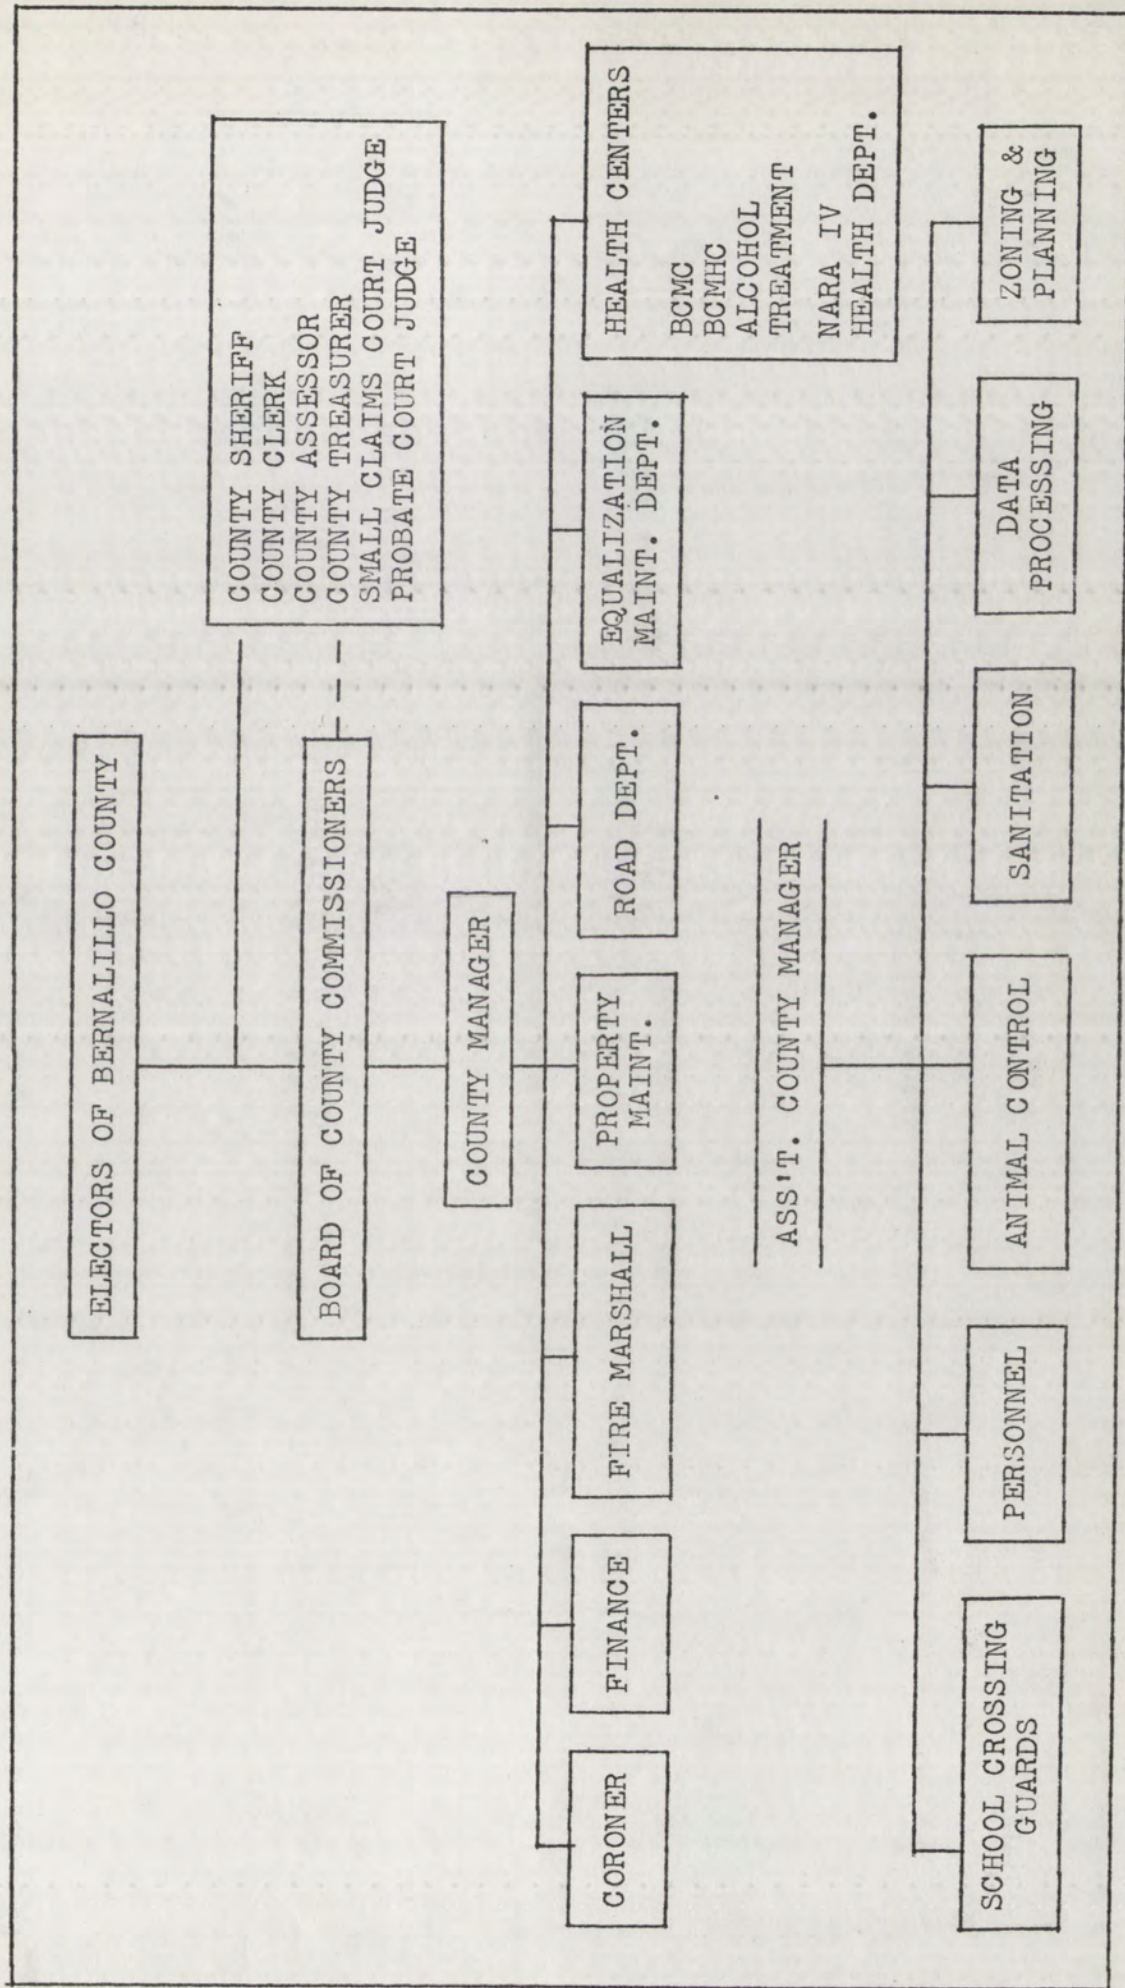 ELECTORS OF BERNALILLO COUNTY
COUNTY SHERIFF
COUNTY CLERK
COUNTY ASSESSOR
COUNTY TREASURER
SMALL CLAIMS COURT JUDGE
PROBATE COURT JUDGE
BOARD OF COUNTY COMMISSIONERS
COUNTY MANAGER
CORONER
FINANCE
FIRE MARSHALL
PROPERTY
MAINT.
ROAD DEPT.
EQUALIZATION
MAINT. DEPT.
HEALTH CENTERS
BCMC
BCMHC
ALCOHOL
TREATMENT
NARA IV
HEALTH DEPT.
ASS'T. COUNTY MANAGER
SCHOOL CROSSING
GUARDS
PERSONNEL
ANIMAL CONTROL
SANITATION
DATA
PROCESSING
ZONING &
PLANNING